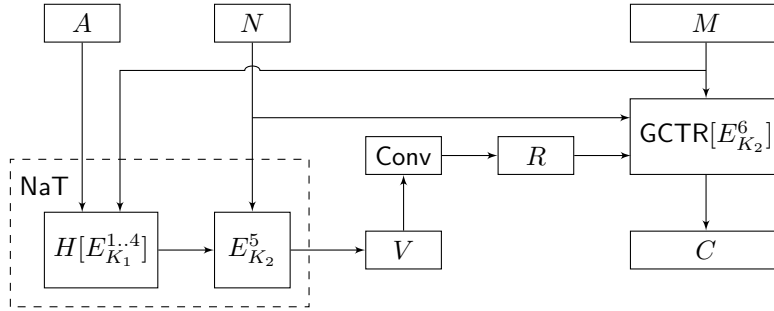 A N M
GCTR[E^6_{K_2}]
Conv R
NaT
H[E^{1..4}_{K_1}] E^5_{K_2} V C